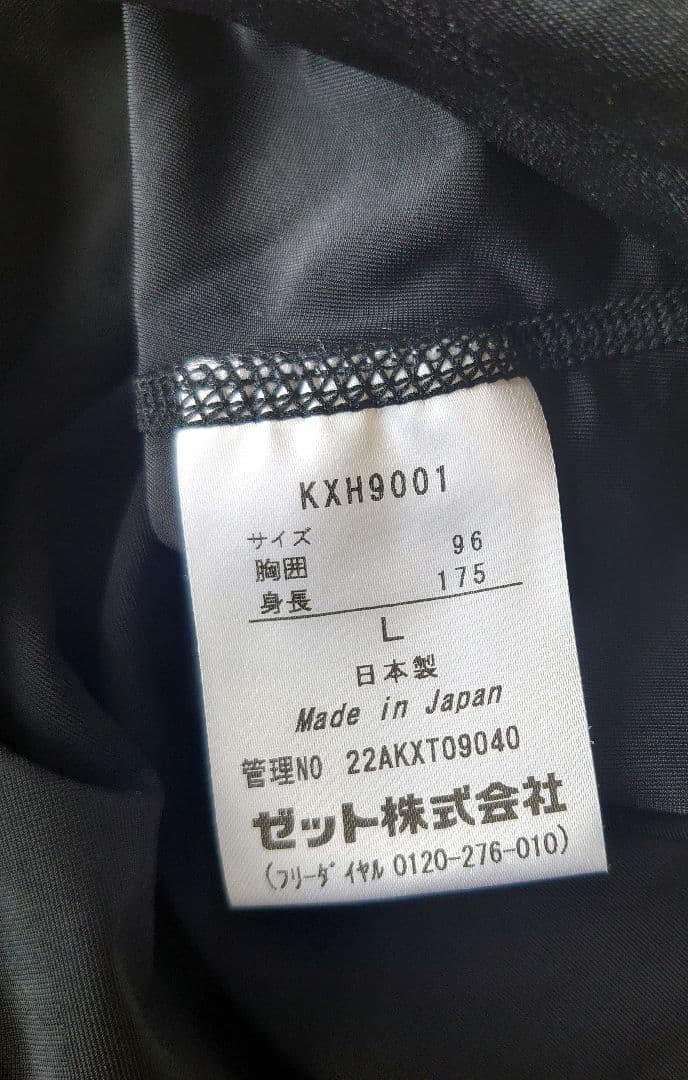 KXH9001
サイズ
胸囲 96
身長 175
L
日本製
Made in Japan
管理NO 22AKXT09040
ゼット株式会社
(フリーダイヤル 0120-276-010)